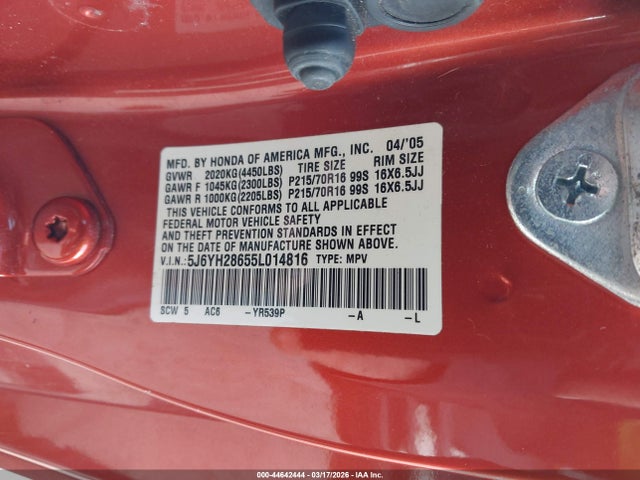 MFD. BY HONDA OF AMERICA MFG., INC. 04/'05
GVWR 2020KG(4450LBS) TIRE SIZE RIM SIZE
GAWR F 1045KG(2300LBS) P215/70R16 99S 16X6.5JJ
GAWR R 1000KG(2205LBS) P215/70R16 99S 16X6.5JJ
THIS VEHICLE CONFORMS TO ALL APPLICABLE
FEDERAL MOTOR VEHICLE SAFETY
AND THEFT PREVENTION STANDARDS IN EFFECT
ON THE DATE OF MANUFACTURE SHOWN ABOVE.
V.I.N.: 5J6YH28655L014816 TYPE: MPV
SCW 5 AC6 -YR539P -A -L
000-44642444 | 03/17/2026 - IAA Inc.